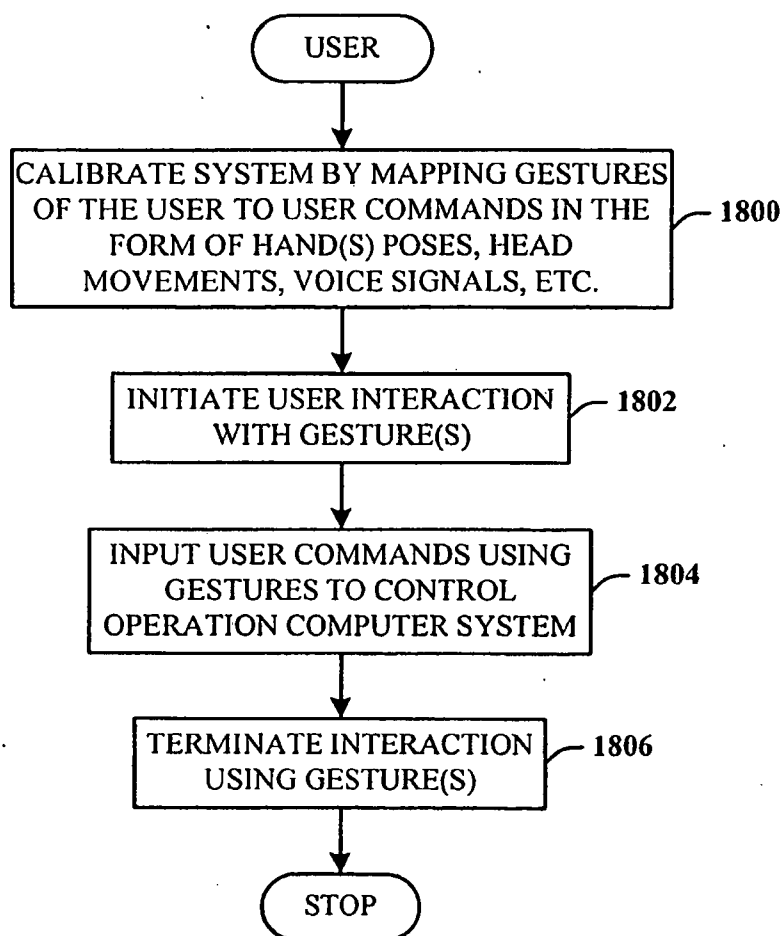 USER
CALIBRATE SYSTEM BY MAPPING GESTURES
OF THE USER TO USER COMMANDS IN THE
FORM OF HAND(S) POSES, HEAD
MOVEMENTS, VOICE SIGNALS, ETC.
1800
INITIATE USER INTERACTION
WITH GESTURE(S)
1802
INPUT USER COMMANDS USING
GESTURES TO CONTROL
OPERATION COMPUTER SYSTEM
1804
TERMINATE INTERACTION
USING GESTURE(S)
1806
STOP